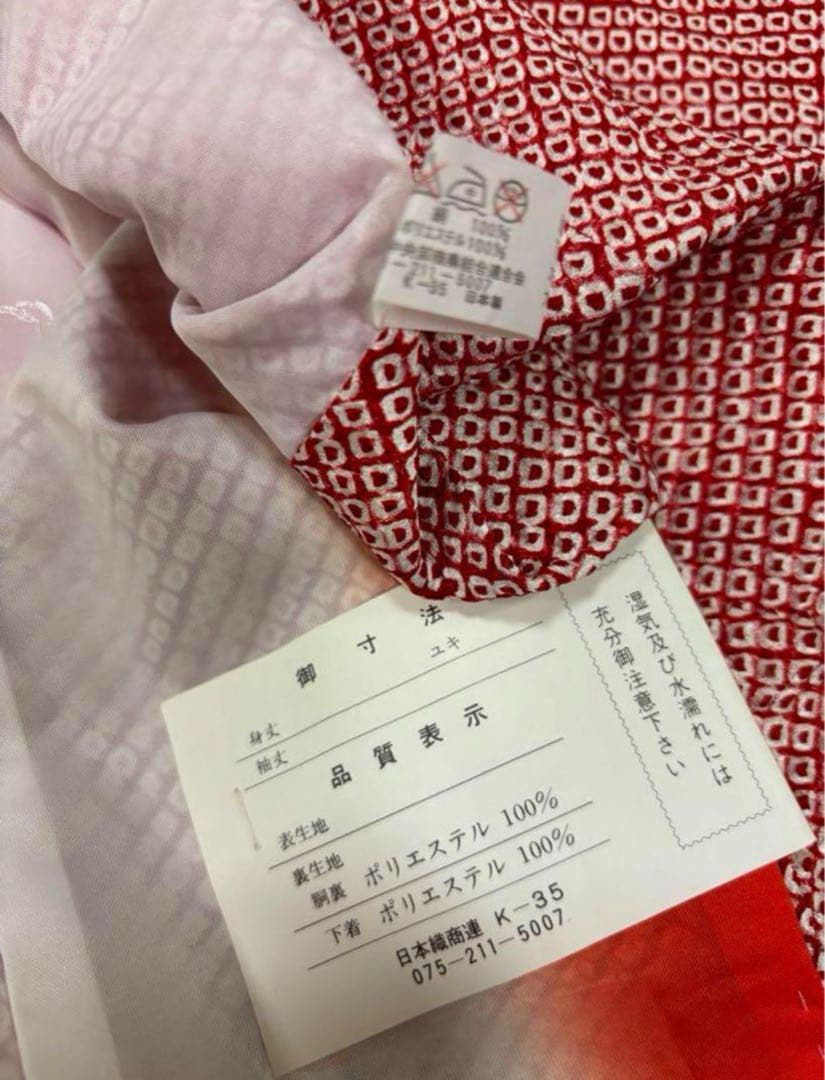 絹 100%
ポリエステル100%
211-5007
K-35 日本製
御寸法
ユキ
身丈
袖丈
品質表示
表生地
裏生地
胴裏 ポリエステル 100%
下着 ポリエステル 100%
日本織商連 K-35
075-211-5007
湿気及び水濡れには
充分御注意下さい